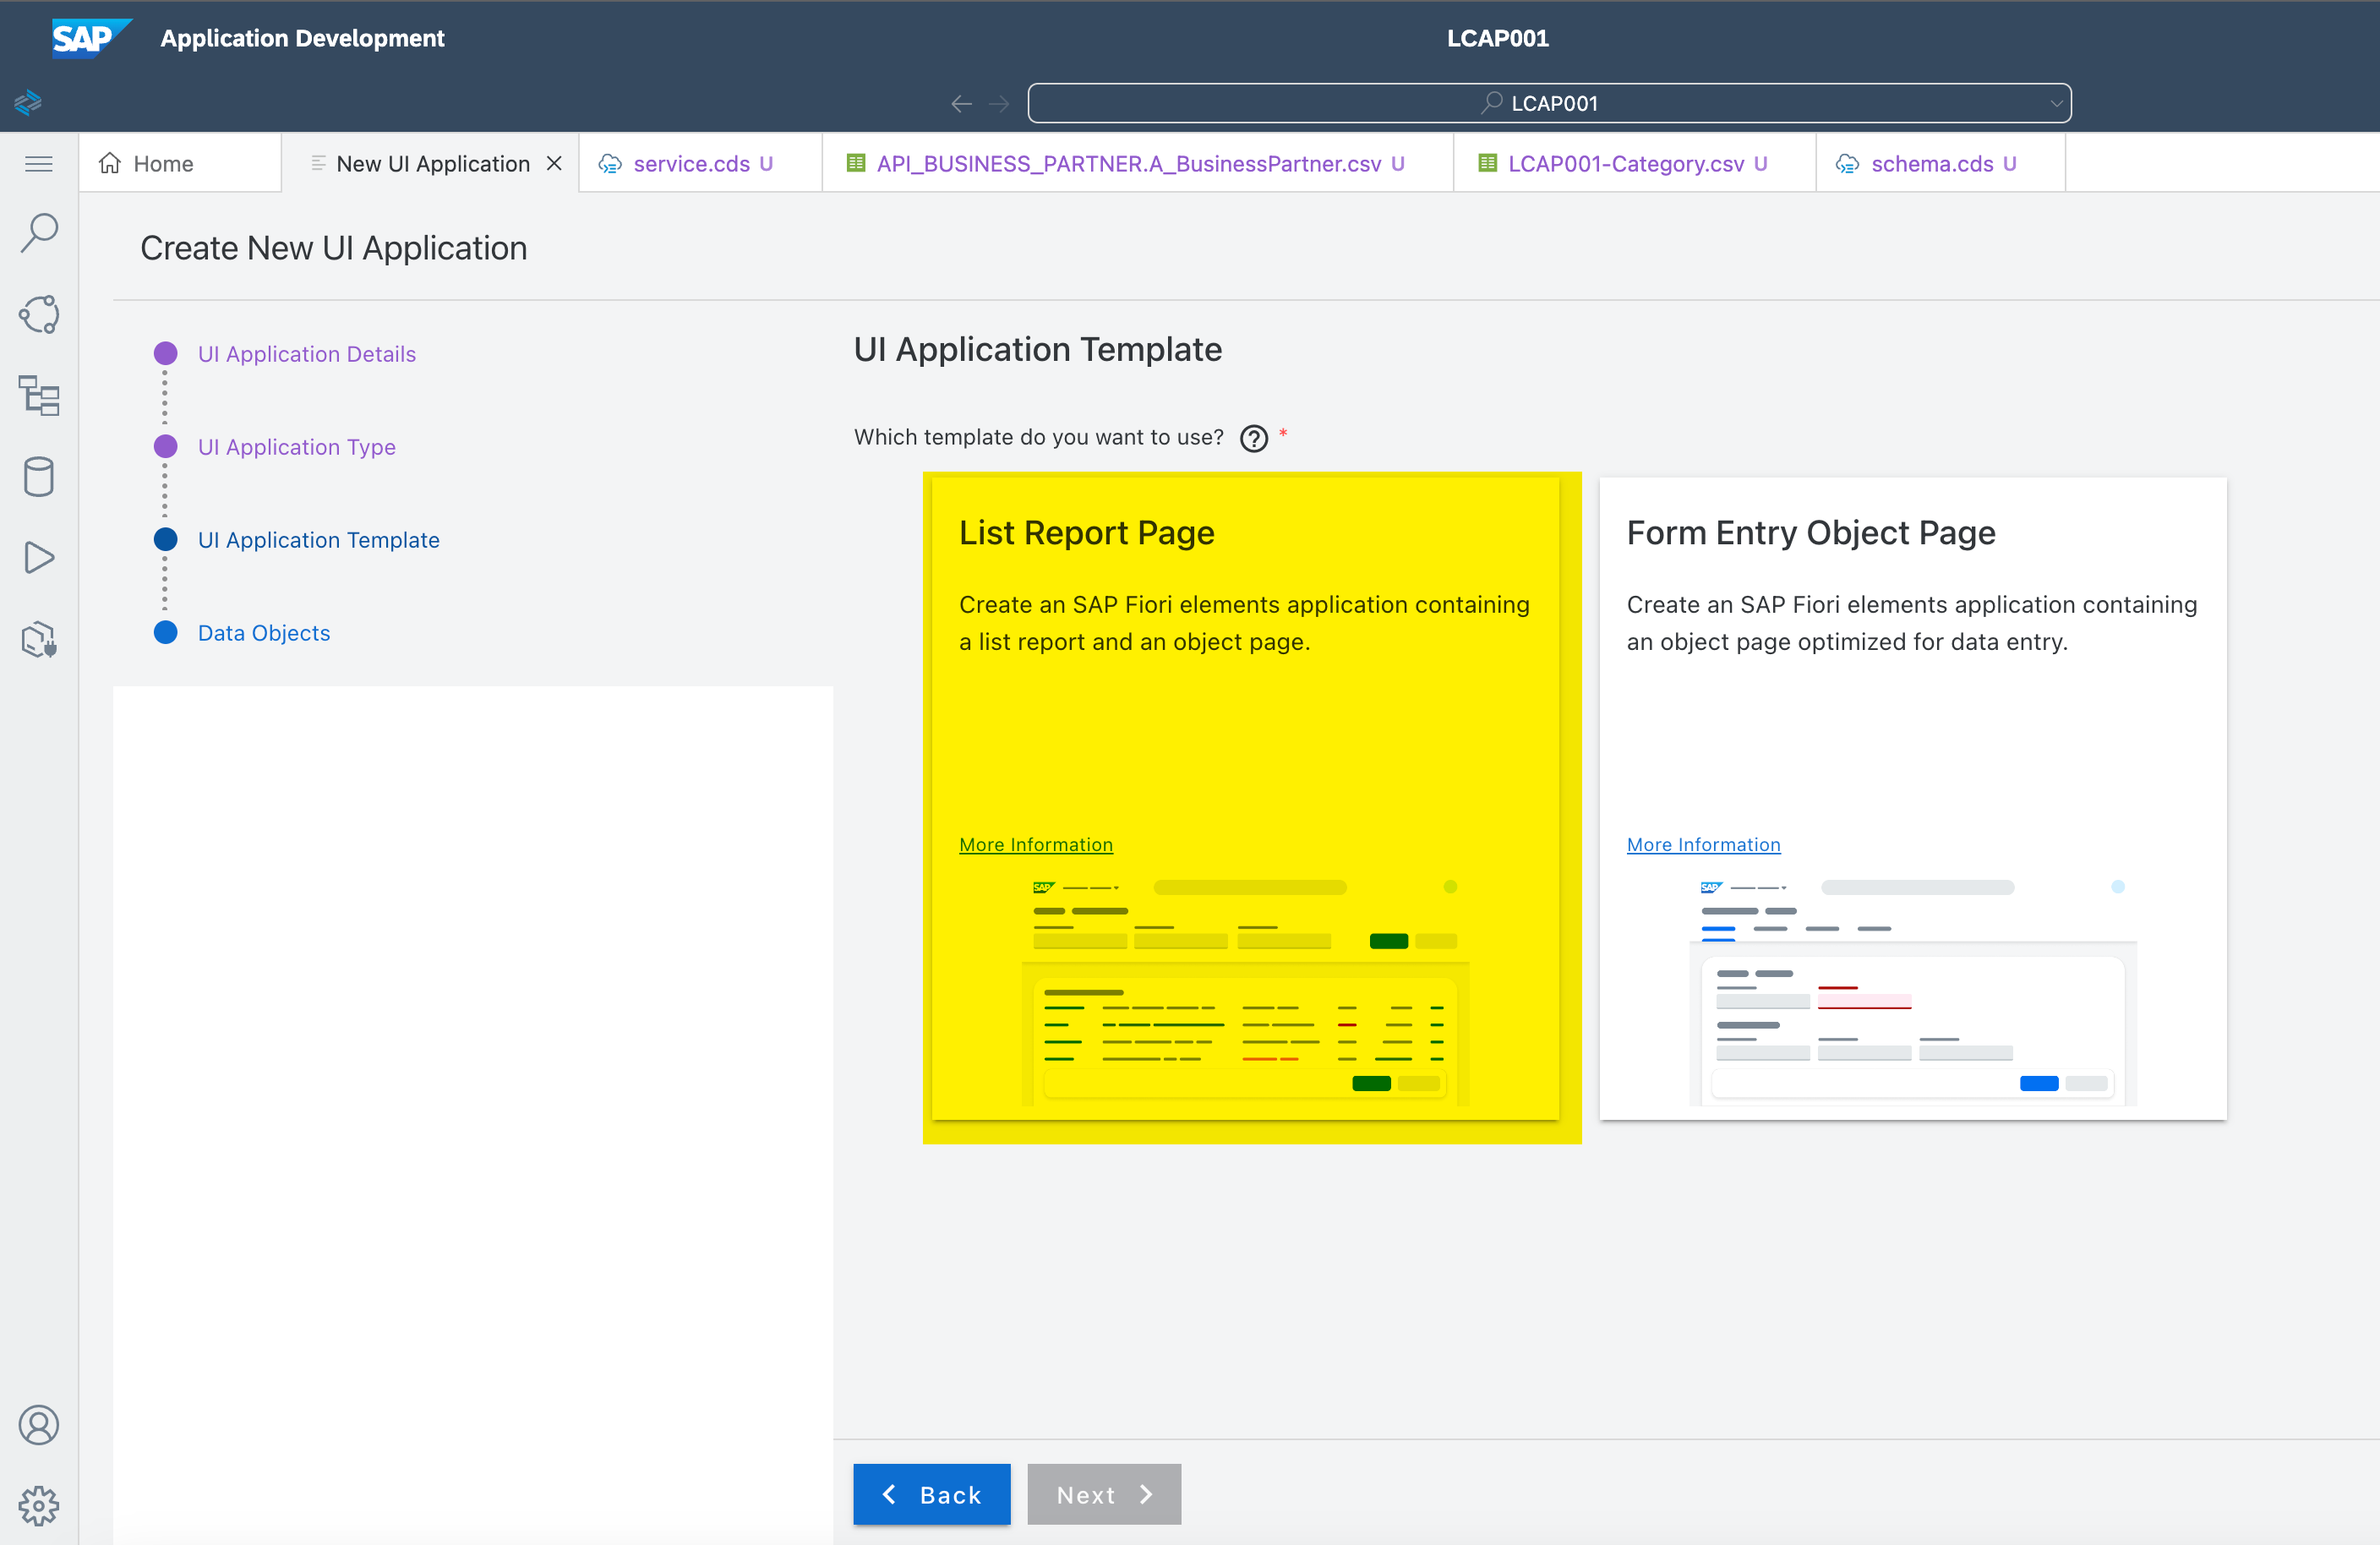 SAP Application Development
LCAP001
LCAP001
Home
New UI Application
service.cds U
API_BUSINESS_PARTNER.A_BusinessPartner.csv U
LCAP001-Category.csv U
schema.cds U
Create New UI Application
UI Application Details
UI Application Type
UI Application Template
Data Objects
UI Application Template
Which template do you want to use? ? *
List Report Page
Create an SAP Fiori elements application containing
a list report and an object page.
More Information
SAP
Form Entry Object Page
Create an SAP Fiori elements application containing
an object page optimized for data entry.
More Information
SAP
Back
Next